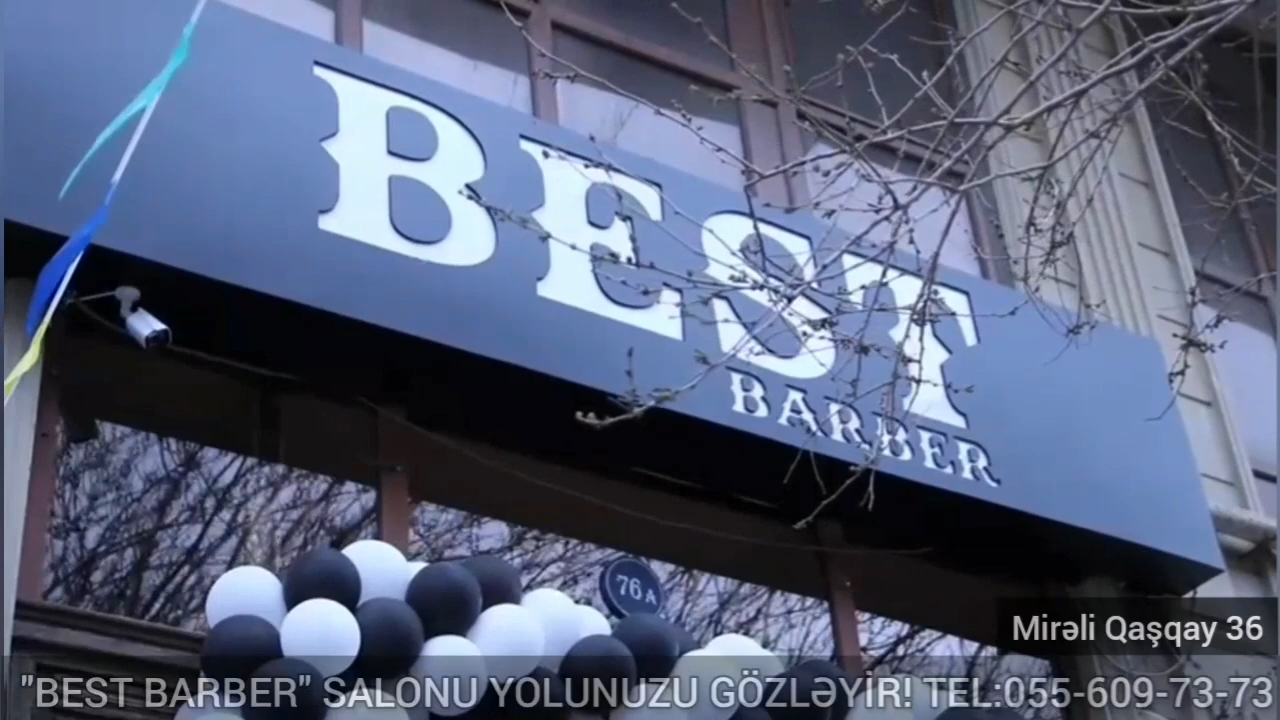 BEST
BARBER
76A
Mirəli Qaşqay 36
"BEST BARBER" SALONU YOLUNUZU GÖZLƏYİR! TEL:055-609-73-73